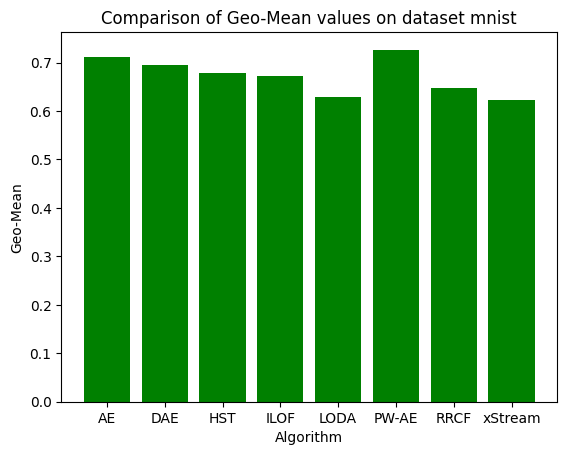 Comparison of Geo-Mean values on dataset mnist
Geo-Mean
0.7
0.6
0.5
0.4
0.3
0.2
0.1
0.0
AE DAE HST ILOF LODA PW-AE RRCF xStream
Algorithm